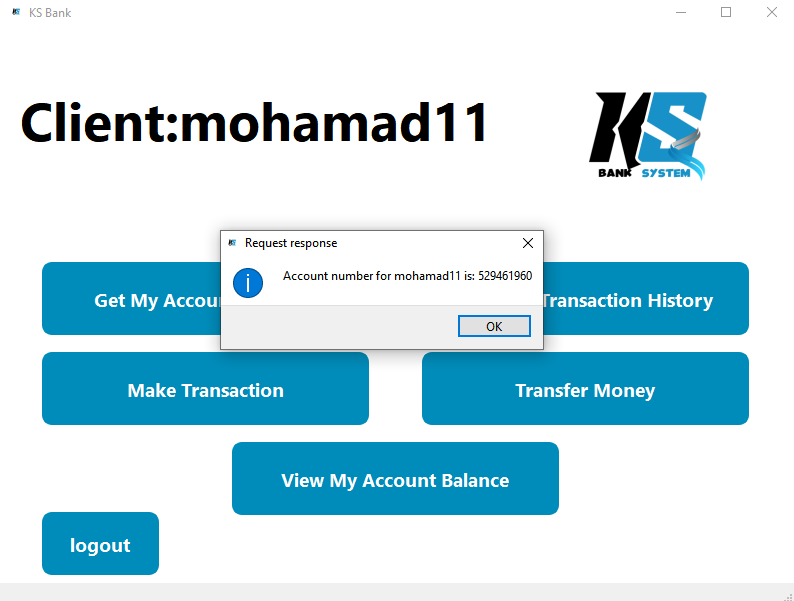 KS Bank
Client:mohamad11
KS
BANK SYSTEM
Request response
Account number for mohamad11 is: 529461960
OK
Get My Accou
Transaction History
Make Transaction
Transfer Money
View My Account Balance
logout